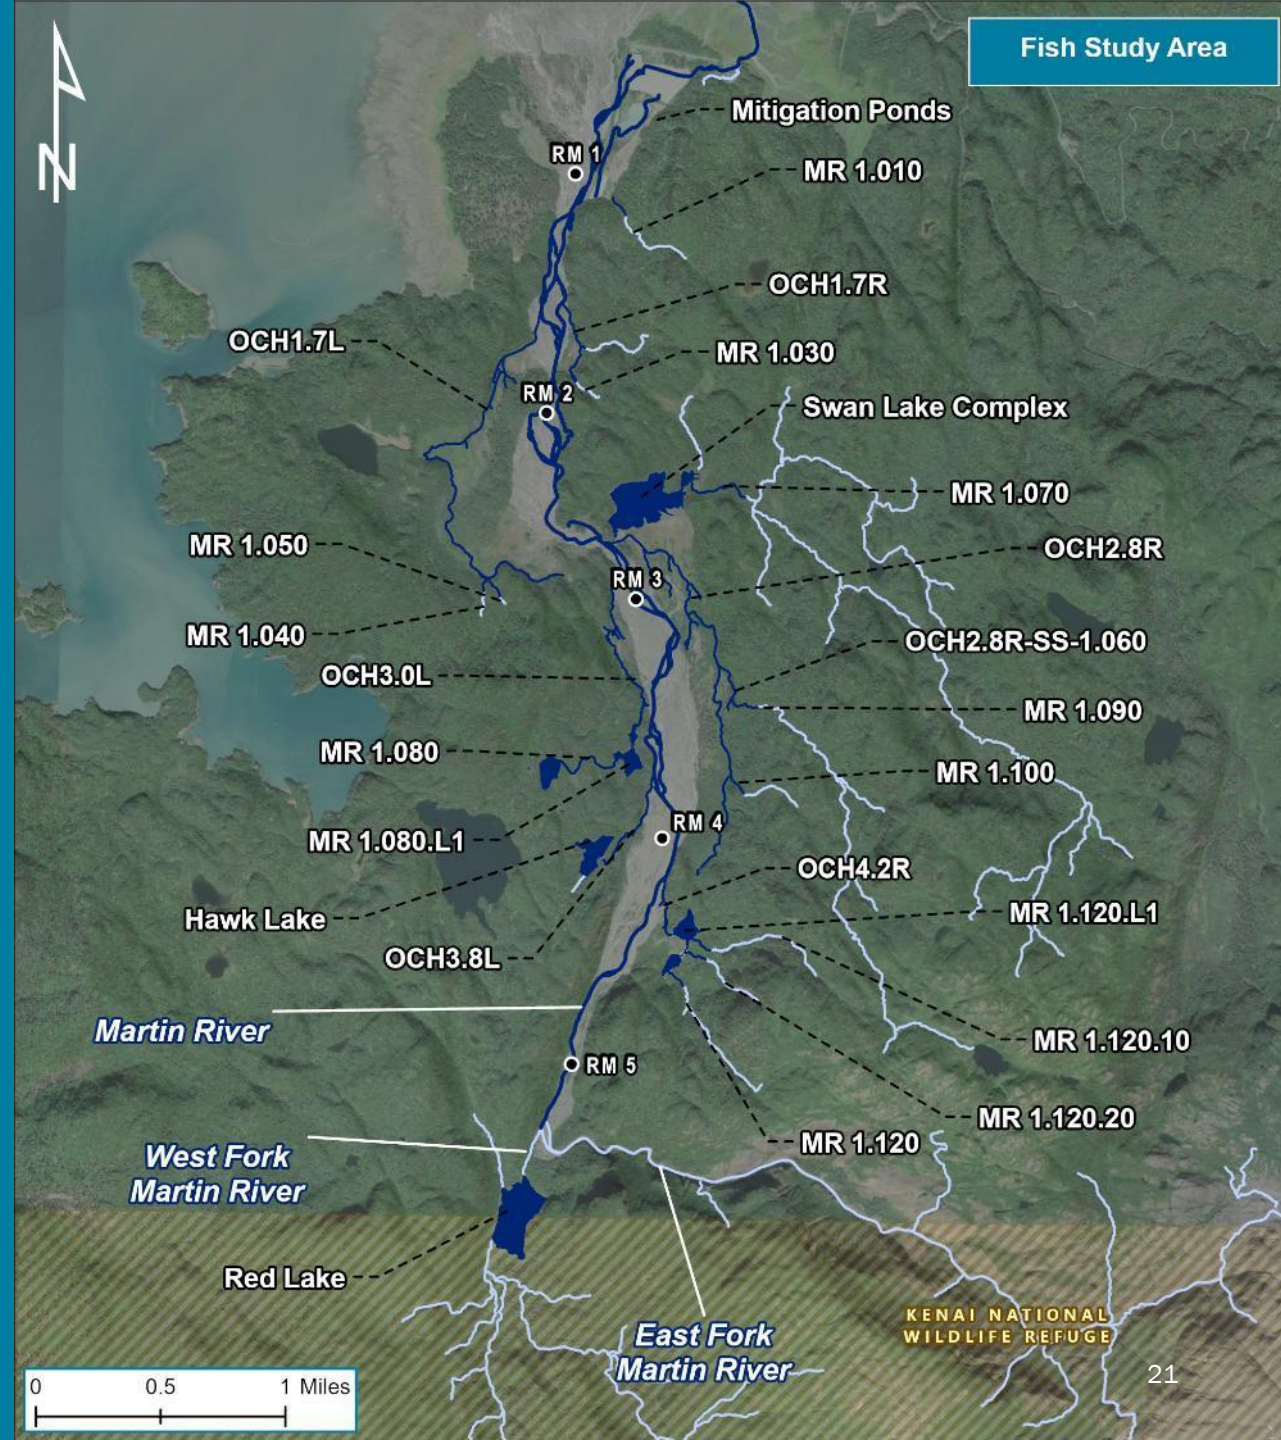 Fish Study Area
N
Mitigation Ponds
RM 1
MR 1.010
OCH1.7R
OCH1.7L
MR 1.030
RM 2
Swan Lake Complex
MR 1.070
MR 1.050
OCH2.8R
RM 3
MR 1.040
OCH2.8R-SS-1.060
OCH3.0L
MR 1.090
MR 1.080
MR 1.100
RM 4
MR 1.080.L1
OCH4.2R
Hawk Lake
MR 1.120.L1
OCH3.8L
Martin River
MR 1.120.10
RM 5
MR 1.120.20
MR 1.120
West Fork
Martin River
Red Lake
KENAI NATIONAL
WILDLIFE REFUGE
East Fork
Martin River
21
0 0.5 1 Miles